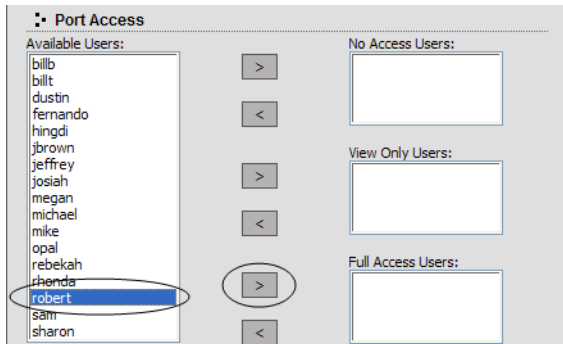 Port Access
Available Users:
billb
billt
dustin
fernando
hingdi
jbrown
jeffrey
josiah
megan
michael
mike
opal
rebekah
rhonda
robert
sam
sharon
>
<
>
<
>
<
No Access Users:
View Only Users:
Full Access Users: